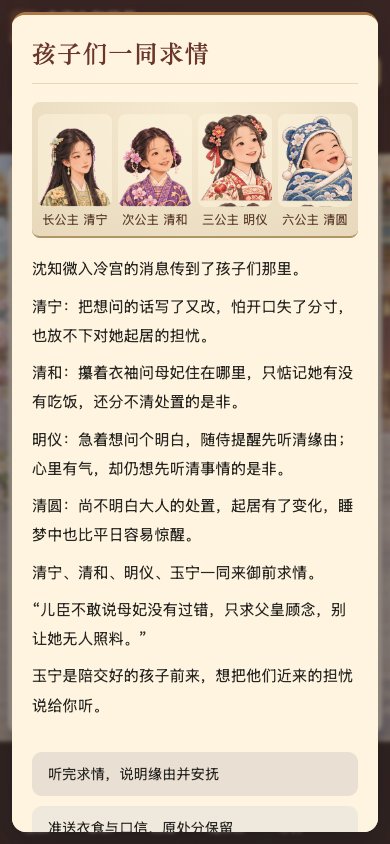 孩子们一同求情
长公主 清宁
次公主 清和
三公主 明仪
六公主 清圆
沈知微入冷宫的消息传到了孩子们那里。
清宁：把想问的话写了又改，怕开口失了分寸，
也放不下对她起居的担忧。
清和：攥着衣袖问母妃住在哪里，只惦记她有没
有吃饭，还分不清处置的是非。
明仪：急着想问个明白，随侍提醒先听清缘由；
心里有气，却仍想先听清事情的是非。
清圆：尚不明白大人的处置，起居有了变化，睡
梦中也比平日容易惊醒。
清宁、清和、明仪、玉宁一同来御前求情。
“儿臣不敢说母妃没有过错，只求父皇顾念，别
让她无人照料。”
玉宁是陪交好的孩子前来，想把他们近来的担忧
说给你听。
听完求情，说明缘由并安抚
准送衣食与口信，原处分保留